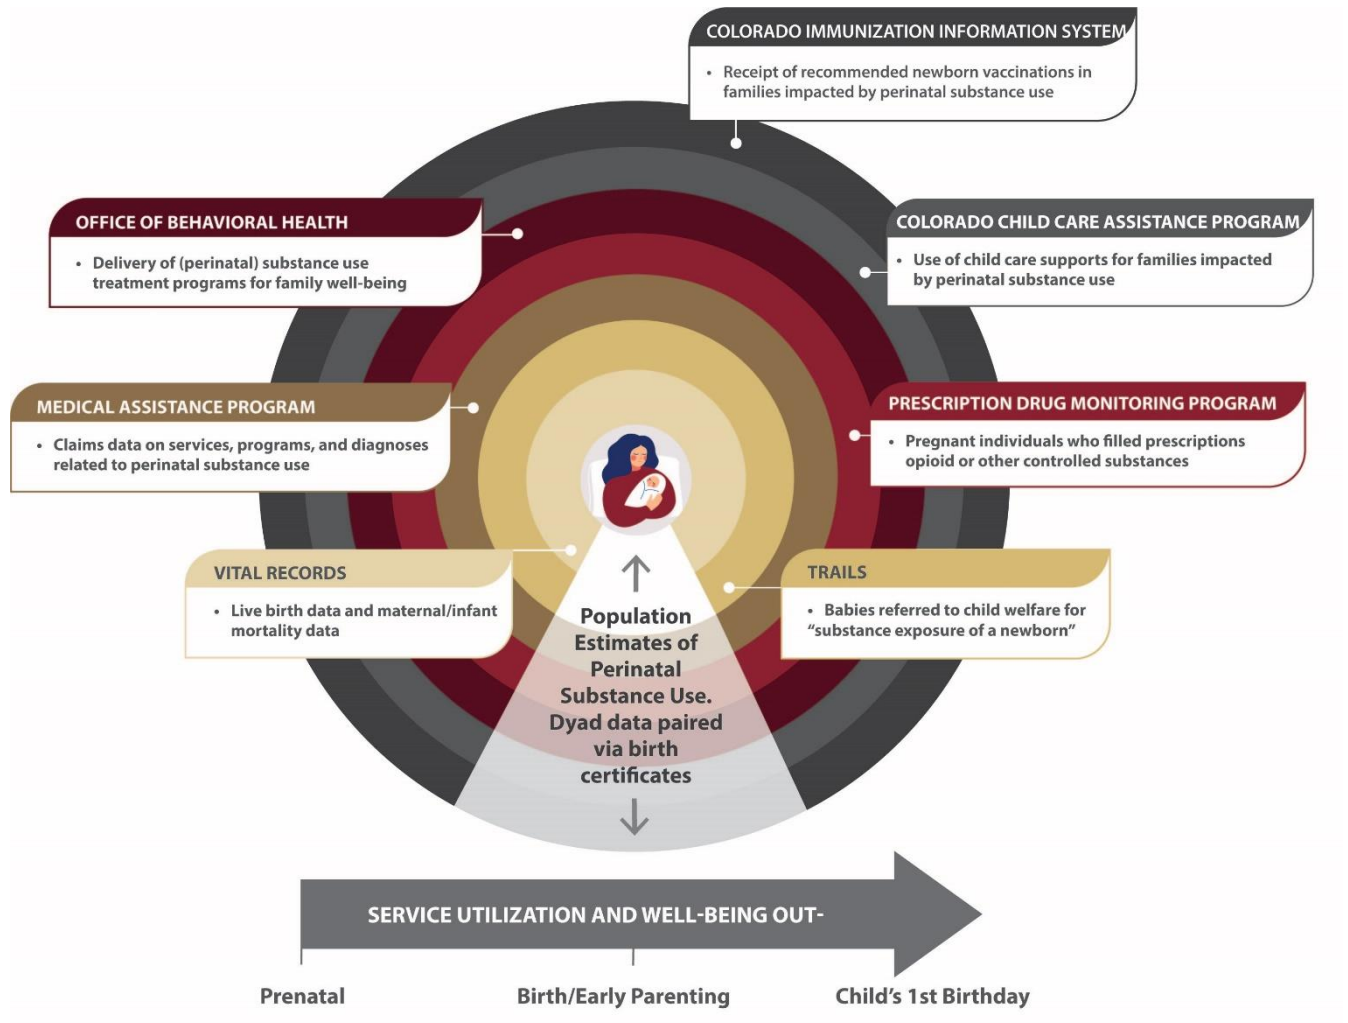 COLORADO IMMUNIZATION INFORMATION SYSTEM
• Receipt of recommended newborn vaccinations in
families impacted by perinatal substance use
OFFICE OF BEHAVIORAL HEALTH
• Delivery of (perinatal) substance use
treatment programs for family well-being
COLORADO CHILD CARE ASSISTANCE PROGRAM
• Use of child care supports for families impacted
by perinatal substance use
MEDICAL ASSISTANCE PROGRAM
• Claims data on services, programs, and diagnoses
related to perinatal substance use
PRESCRIPTION DRUG MONITORING PROGRAM
• Pregnant individuals who filled prescriptions
opioid or other controlled substances
VITAL RECORDS
• Live birth data and maternal/infant
mortality data
TRAILS
• Babies referred to child welfare for
“substance exposure of a newborn”
Population
Estimates of
Perinatal
Substance Use.
Dyad data paired
via birth
certificates
SERVICE UTILIZATION AND WELL-BEING OUT-
Prenatal
Birth/Early Parenting
Child’s 1st Birthday